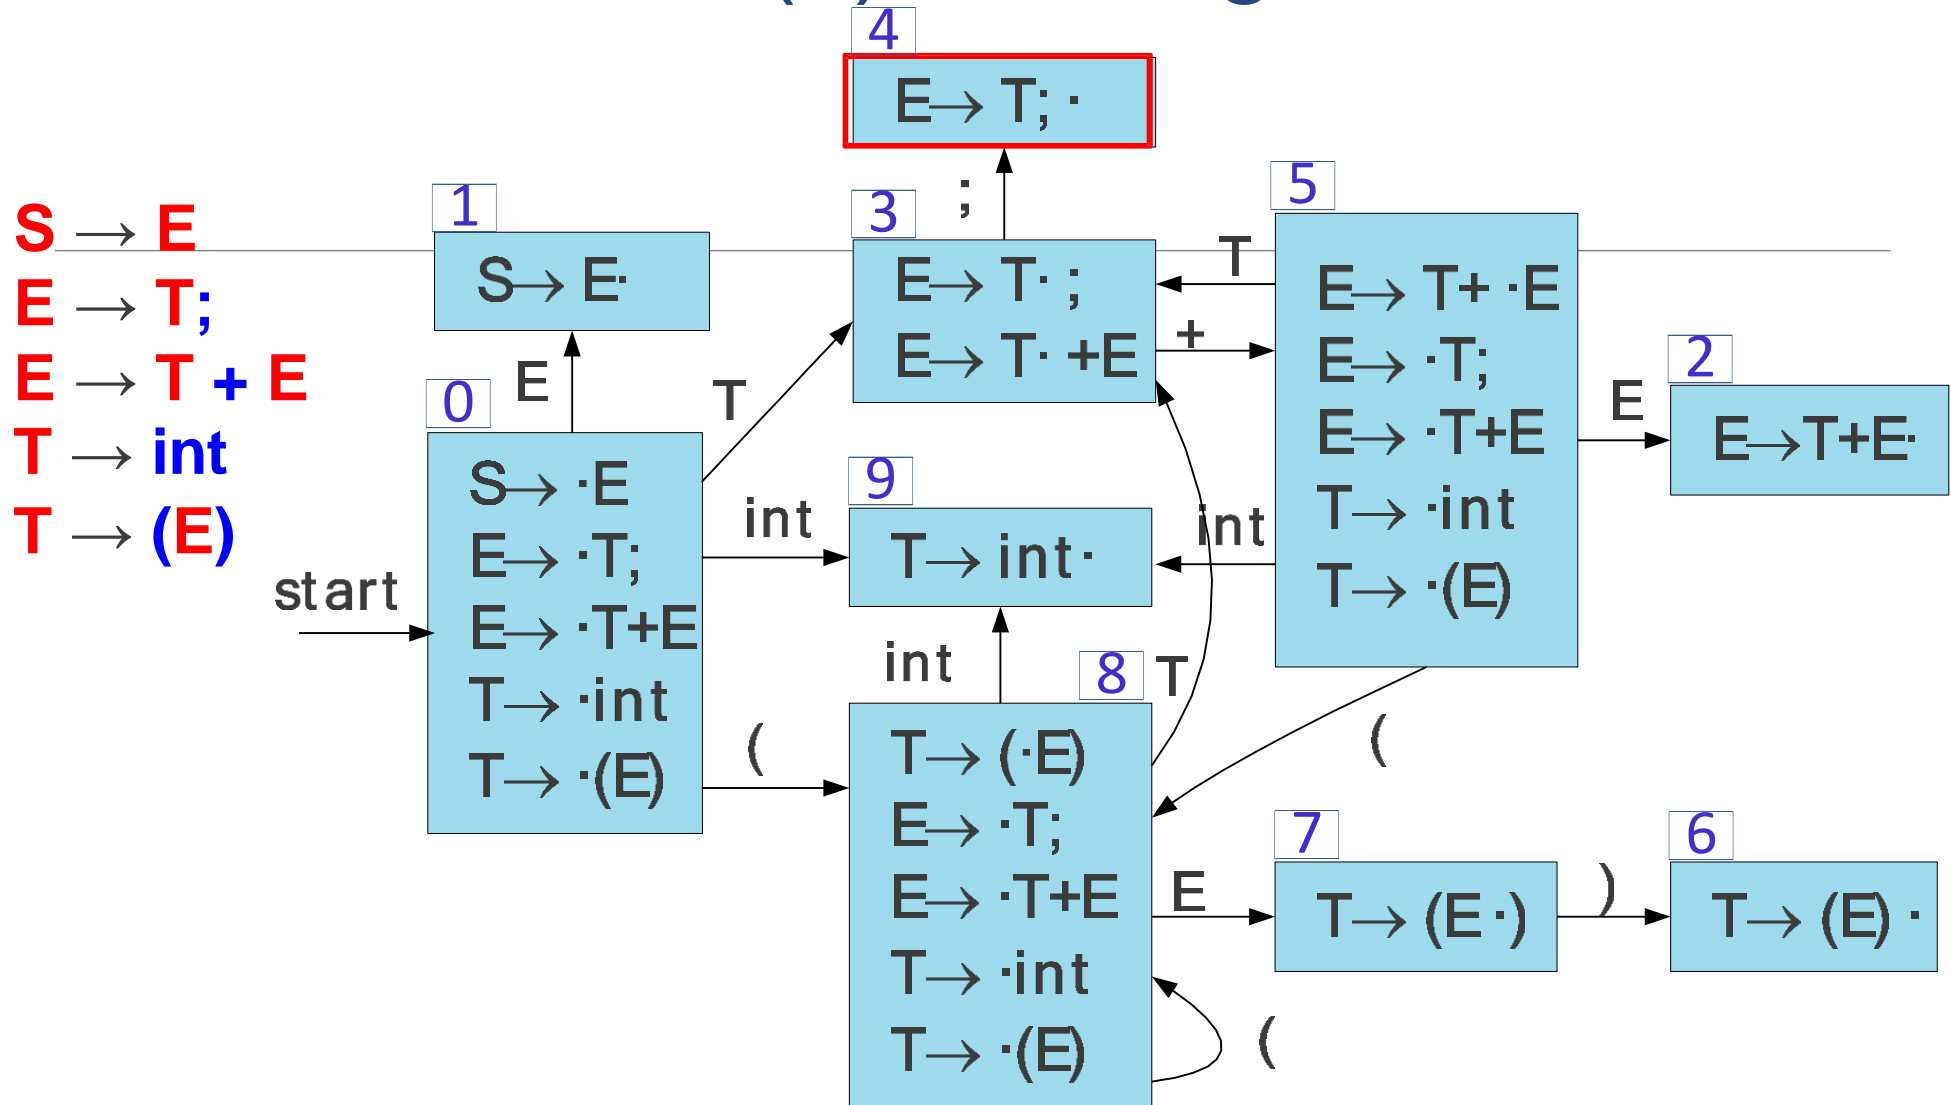 S → E
E → T;
E → T + E
T → int
T → (E)
start
0
S→ ·E
E→ ·T;
E→ ·T+E
T→ ·int
T→ ·(E)
E
1
S→ E·
T
int
(
4
E→ T; ·
;
3
E→ T· ;
E→ T· +E
T
+
9
T→ int·
int
int
8
T→ (·E)
E→ ·T;
E→ ·T+E
T→ ·int
T→ ·(E)
T
(
E
(
5
E→ T+ ·E
E→ ·T;
E→ ·T+E
T→ ·int
T→ ·(E)
E
2
E→T+E·
7
T→ (E·)
)
6
T→ (E) ·